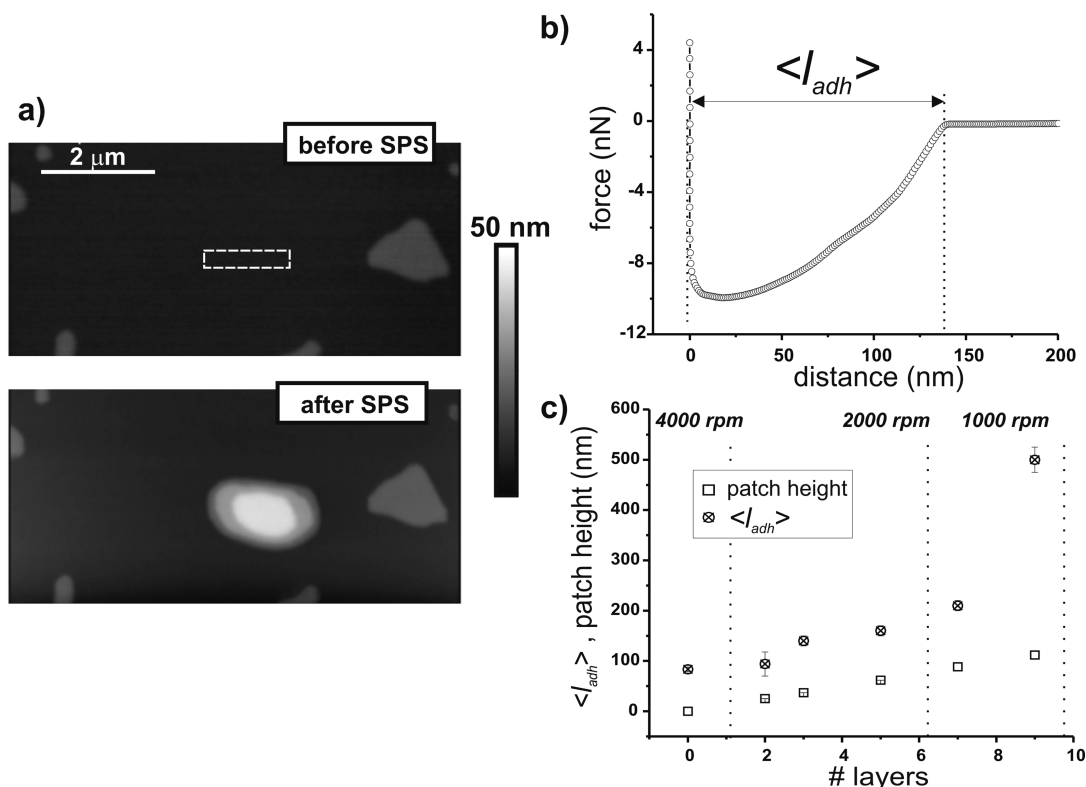 a)
before SPS
2 μm
50 nm
after SPS
b)
<l_adh>
force (nN)
4
0
-4
-8
-12
0
50
100
150
200
distance (nm)
c)
<l_adh> , patch height (nm)
600
500
400
300
200
100
0
4000 rpm
2000 rpm
1000 rpm
patch height
<l_adh>
0
2
4
6
8
10
# layers